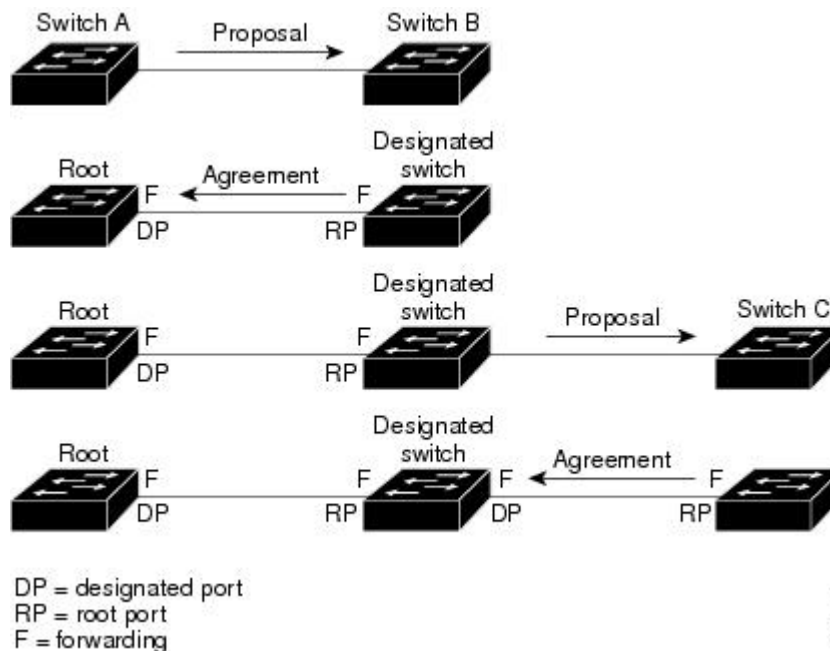 Switch A
Proposal
Switch B
Root
F
Agreement
F
Designated
switch
DP
RP
Root
F
F
Designated
switch
Proposal
Switch C
DP
RP
Root
F
F
Designated
switch
F
Agreement
F
DP
RP
DP
RP
DP = designated port
RP = root port
F = forwarding